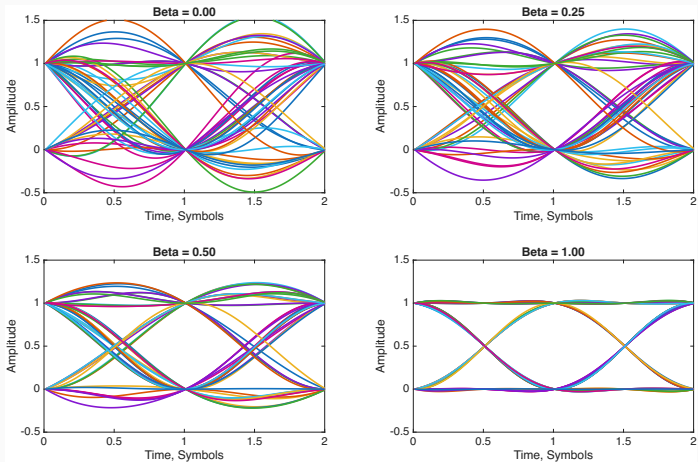 Beta = 0.00
1.5
1
0.5
0
-0.5
Amplitude
0 0.5 1 1.5 2
Time, Symbols
Beta = 0.25
1.5
1
0.5
0
-0.5
Amplitude
0 0.5 1 1.5 2
Time, Symbols
Beta = 0.50
1.5
1
0.5
0
-0.5
Amplitude
0 0.5 1 1.5 2
Time, Symbols
Beta = 1.00
1.5
1
0.5
0
-0.5
Amplitude
0 0.5 1 1.5 2
Time, Symbols